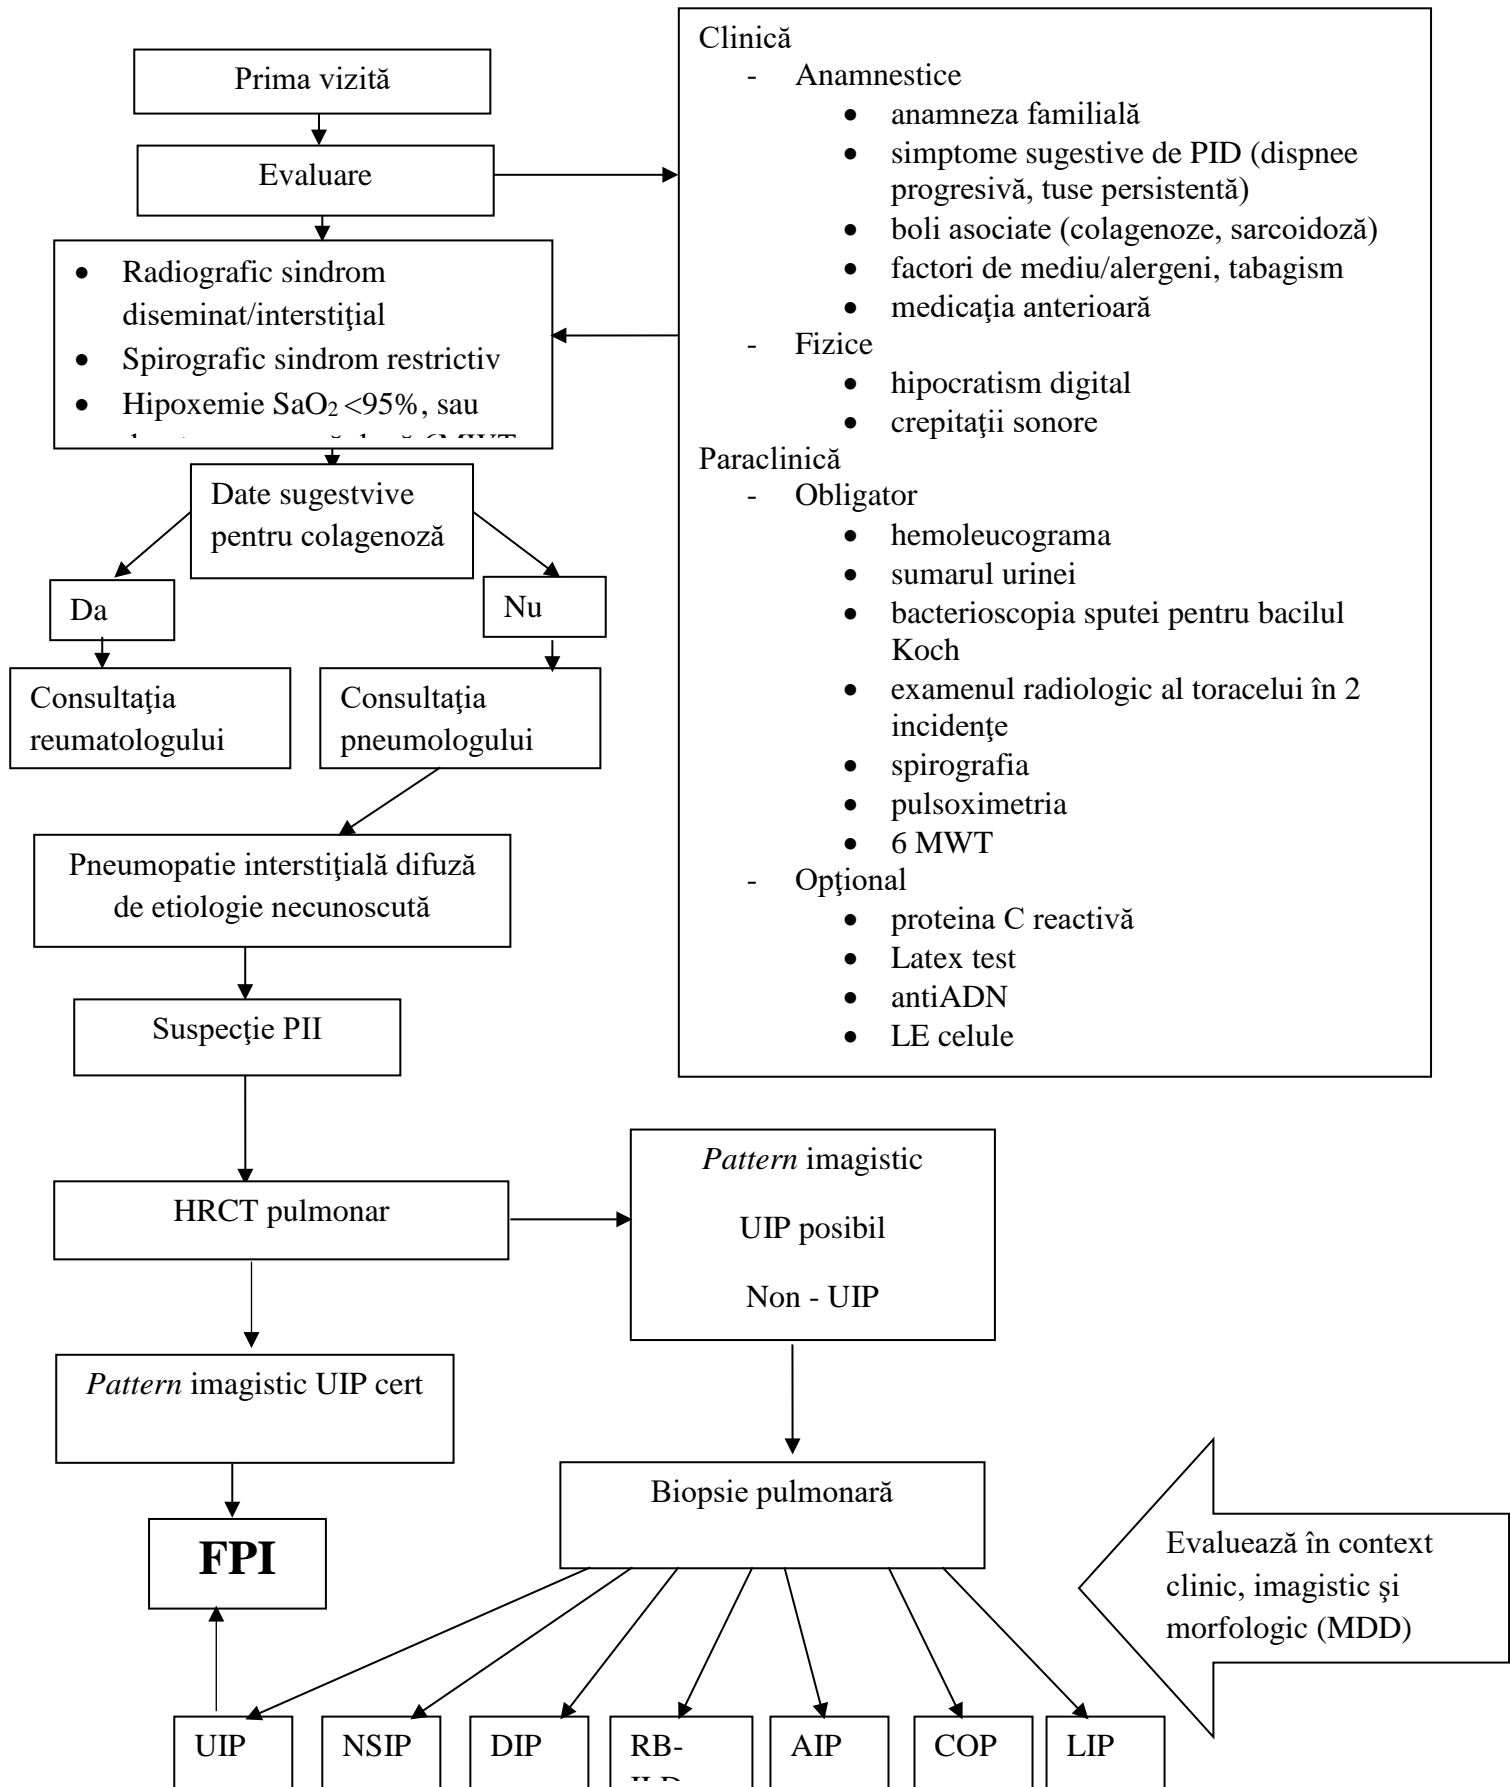 Prima vizită
Evaluare
Clinică
- Anamnestice
• anamneza familială
• simptome sugestive de PID (dispnee
progresivă, tuse persistentă)
• boli asociate (colagenoze, sarcoidoză)
• factori de mediu/alergeni, tabagism
• medicaţia anterioară
- Fizice
• hipocratism digital
• crepitaţii sonore
Paraclinică
- Obligator
• hemoleucograma
• sumarul urinei
• bacterioscopia sputei pentru bacilul
Koch
• examenul radiologic al toracelui în 2
incidenţe
• spirografia
• pulsoximetria
• 6 MWT
- Opţional
• proteina C reactivă
• Latex test
• antiADN
• LE celule
• Radiografic sindrom
diseminat/interstiţial
• Spirografic sindrom restrictiv
• Hipoxemie SaO₂ <95%, sau
6MWT
Date sugestvive
pentru colagenoză
Da
Nu
Consultaţia
reumatologului
Consultaţia
pneumologului
Pneumopatie interstiţială difuză
de etiologie necunoscută
Suspecţie PII
HRCT pulmonar
Pattern imagistic
UIP posibil
Non - UIP
Pattern imagistic UIP cert
Biopsie pulmonară
FPI
Evaluează în context
clinic, imagistic şi
morfologic (MDD)
UIP
NSIP
DIP
RB-
AIP
COP
LIP